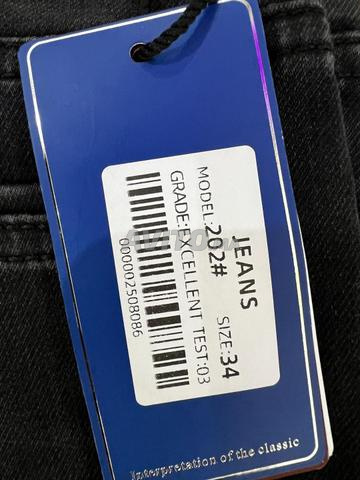 JEANS
MODEL:202# SIZE:34
GRADE:EXCELLENT TEST:03
000002508086
Interpretation of the classic